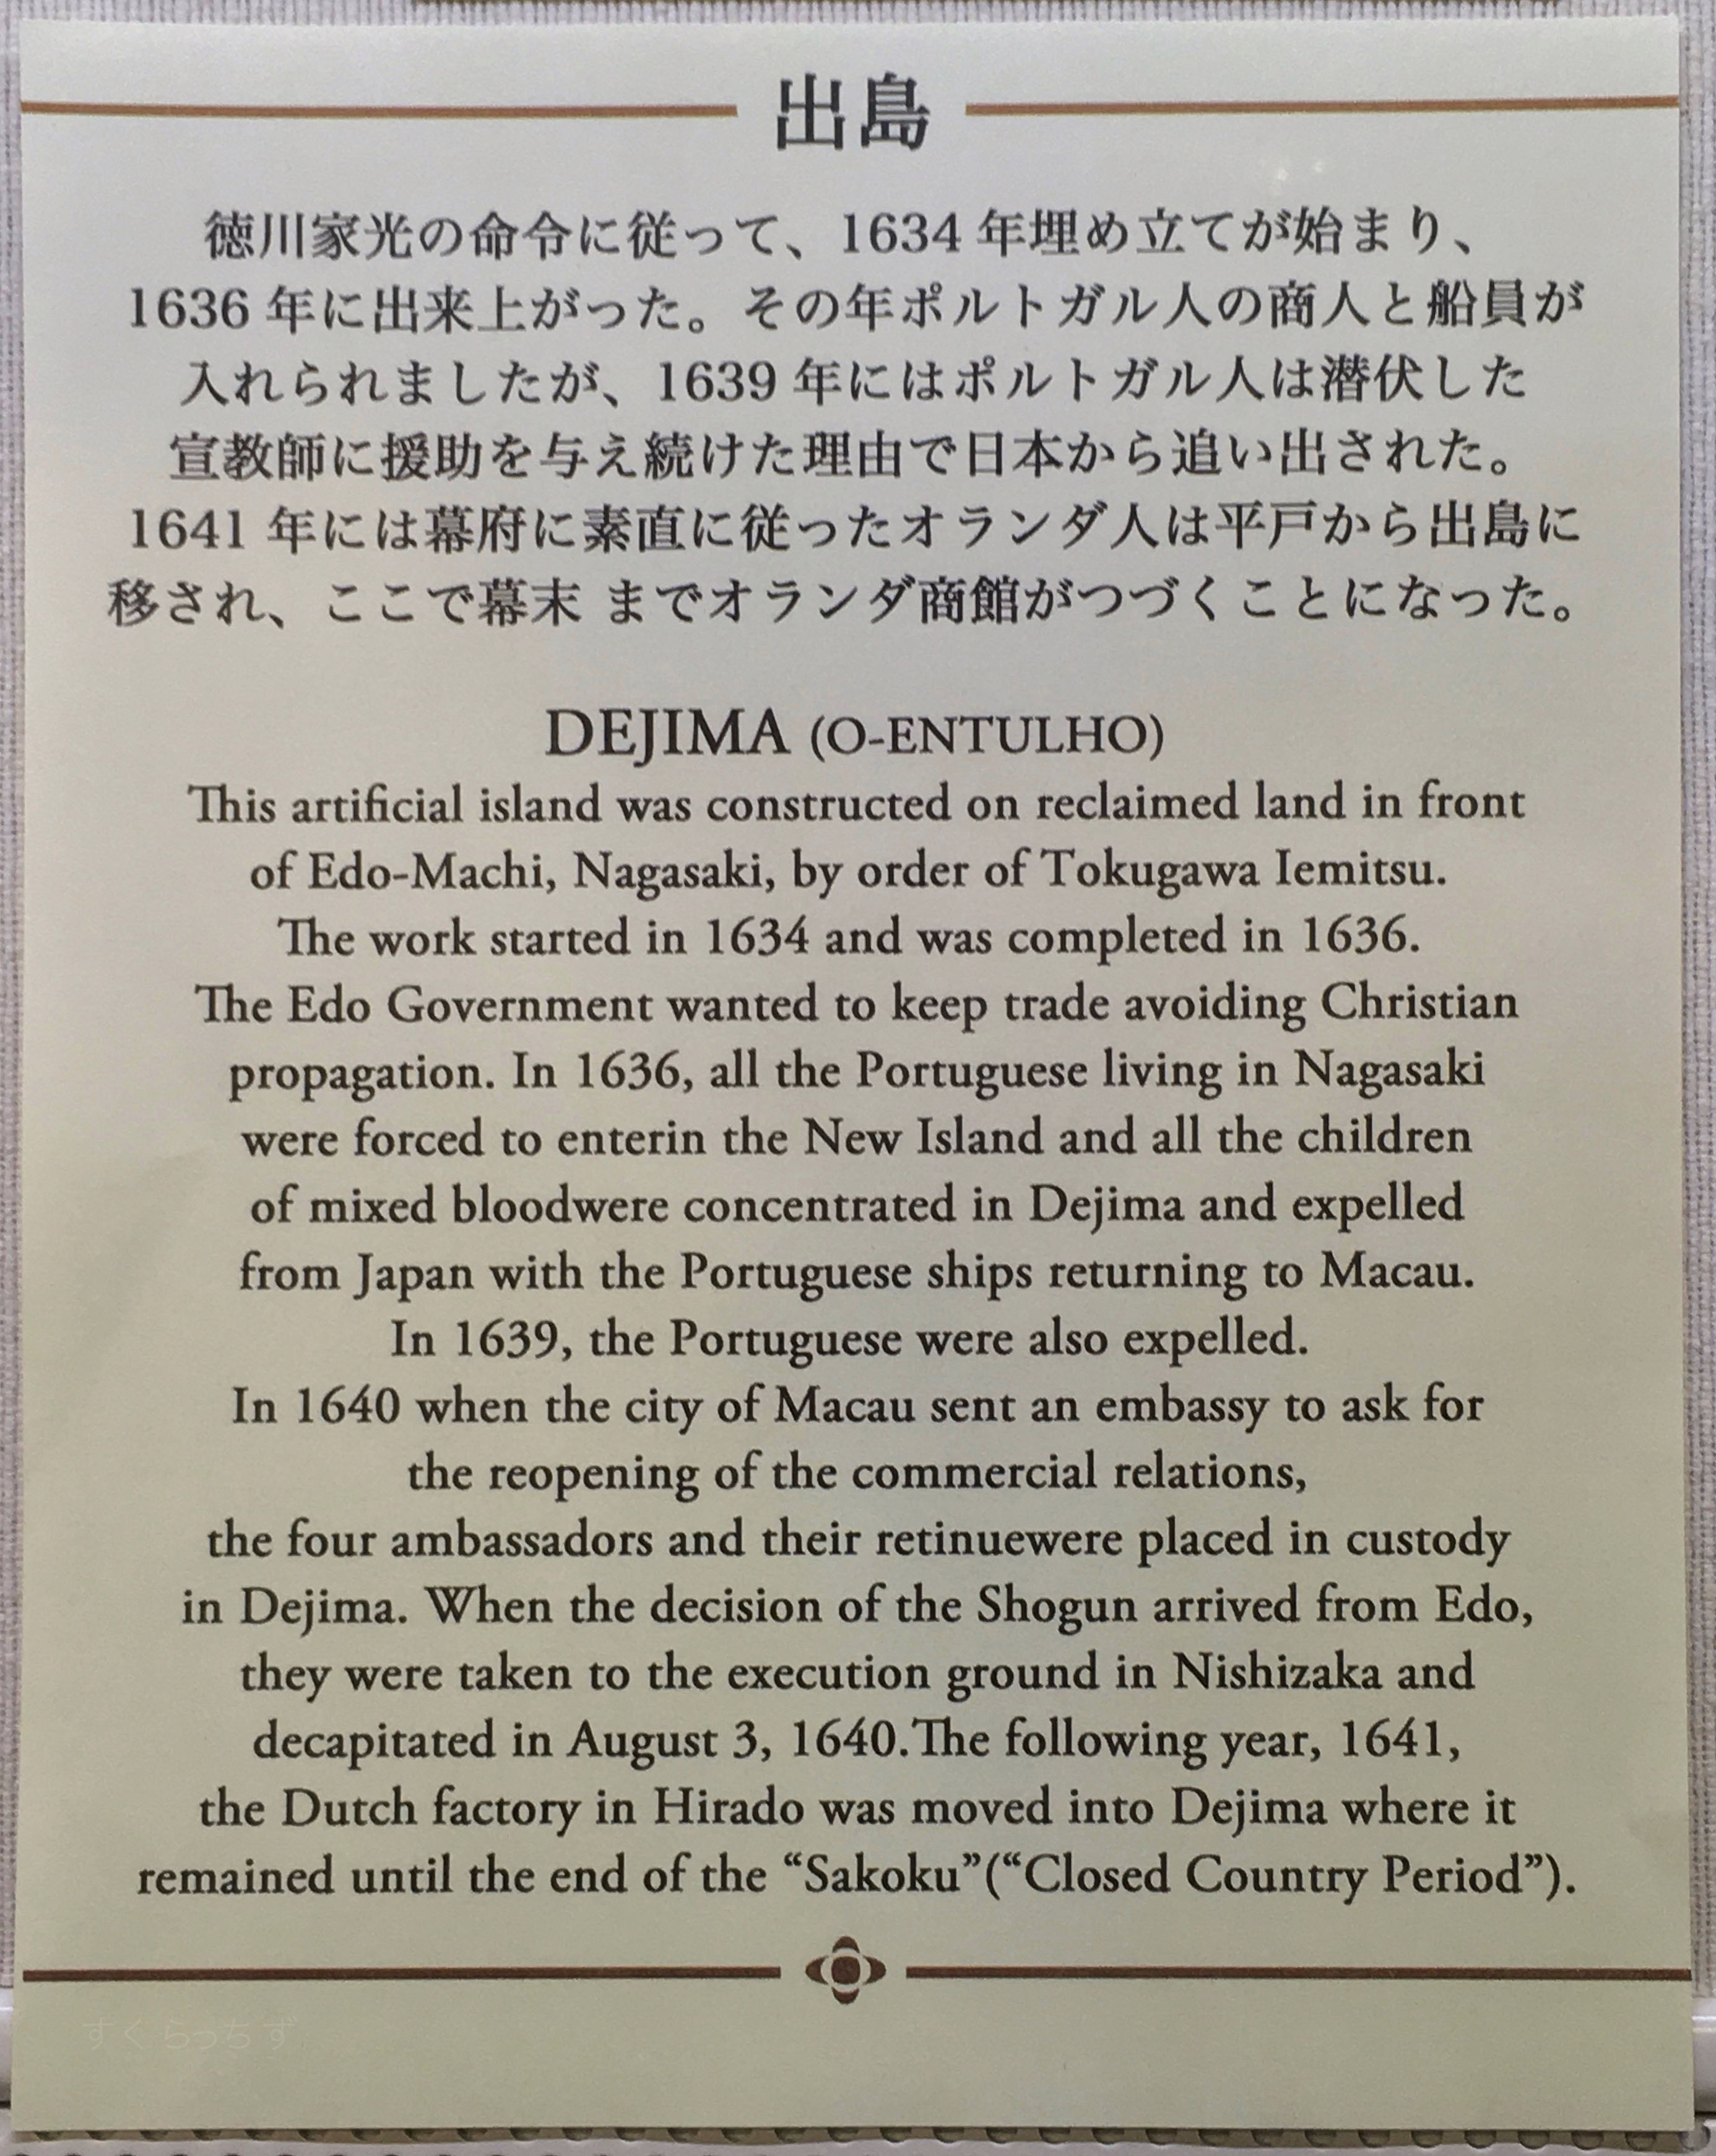 出島
徳川家光の命令に従って、1634 年埋め立てが始まり、
1636 年に出来上がった。その年ポルトガル人の商人と船員が
入れられましたが、1639 年にはポルトガル人は潜伏した
宣教師に援助を与え続けた理由で日本から追い出された。
1641 年には幕府に素直に従ったオランダ人は平戸から出島に
移され、ここで幕末 までオランダ商館がつづくことになった。
DEJIMA (O-ENTULHO)
This artificial island was constructed on reclaimed land in front
of Edo-Machi, Nagasaki, by order of Tokugawa Iemitsu.
The work started in 1634 and was completed in 1636.
The Edo Government wanted to keep trade avoiding Christian
propagation. In 1636, all the Portuguese living in Nagasaki
were forced to enterin the New Island and all the children
of mixed bloodwere concentrated in Dejima and expelled
from Japan with the Portuguese ships returning to Macau.
In 1639, the Portuguese were also expelled.
In 1640 when the city of Macau sent an embassy to ask for
the reopening of the commercial relations,
the four ambassadors and their retinuewere placed in custody
in Dejima. When the decision of the Shogun arrived from Edo,
they were taken to the execution ground in Nishizaka and
decapitated in August 3, 1640.The following year, 1641,
the Dutch factory in Hirado was moved into Dejima where it
remained until the end of the “Sakoku”(“Closed Country Period”).
すくらっちず